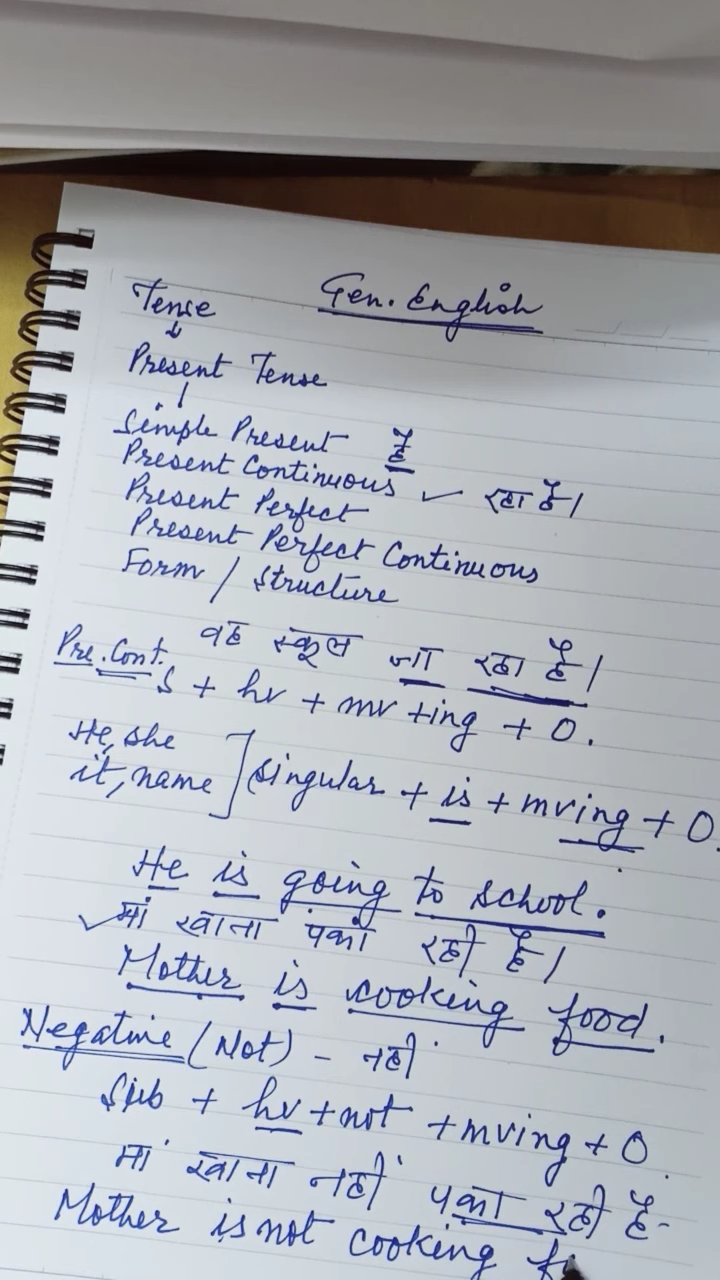 Gen. English
Tense
↓
Present Tense
Simple Present है
Present Continuous ✓ रहा है।
Present Perfect
Present Perfect Continuous
Form / Structure
वह स्कूल जा रहा है।
Pre. Cont. S + hv + mv +ing + O.
He, she
it, name ] singular + is + mving + O
He is going to school.
✓ मां खाना पका रही है।
Mother is cooking food.
Negative (Not) - नहीं
Sub + hv + not + mving + O.
मां खाना नहीं पका रही है-
Mother is not cooking